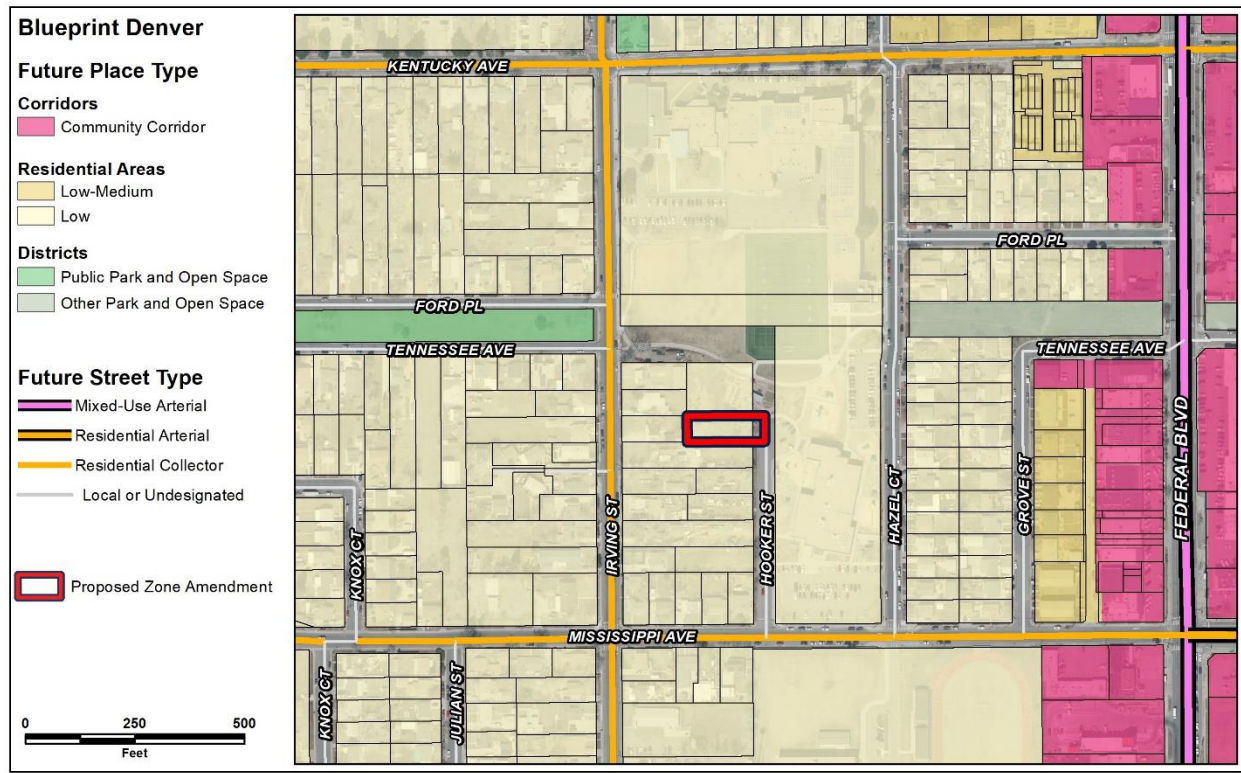 Blueprint Denver
Future Place Type
Corridors
Community Corridor
Residential Areas
Low-Medium
Low
Districts
Public Park and Open Space
Other Park and Open Space
Future Street Type
Mixed-Use Arterial
Residential Arterial
Residential Collector
Local or Undesignated
Proposed Zone Amendment
0 250 500
Feet
KENTUCKY AVE
FORD PL
FORD PL
TENNESSEE AVE
TENNESSEE AVE
KNOX CT
IRVING ST
HOOKER ST
HAZEL CT
GROVE ST
FEDERAL BLVD
MISSISSIPPI AVE
KNOX CT
JULIAN ST